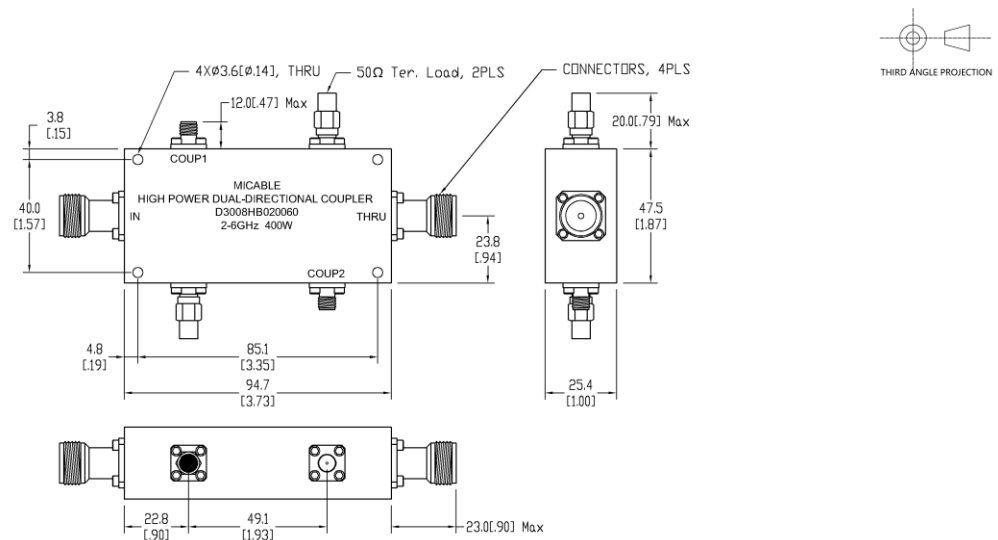 THIRD ANGLE PROJECTION
4XØ3.6[Ø.14], THRU
50Ω Ter. Load, 2PLS
CONNECTORS, 4PLS
12.0[.47] Max
20.0[.79] Max
3.8
[.15]
COUP1
MICABLE
HIGH POWER DUAL-DIRECTIONAL COUPLER
D3008HB020060
2-6GHz 400W
IN
THRU
COUP2
40.0
[1.57]
23.8
[.94]
47.5
[1.87]
4.8
[.19]
85.1
[3.35]
94.7
[3.73]
25.4
[1.00]
22.8
[.90]
49.1
[1.93]
23.0[.90] Max